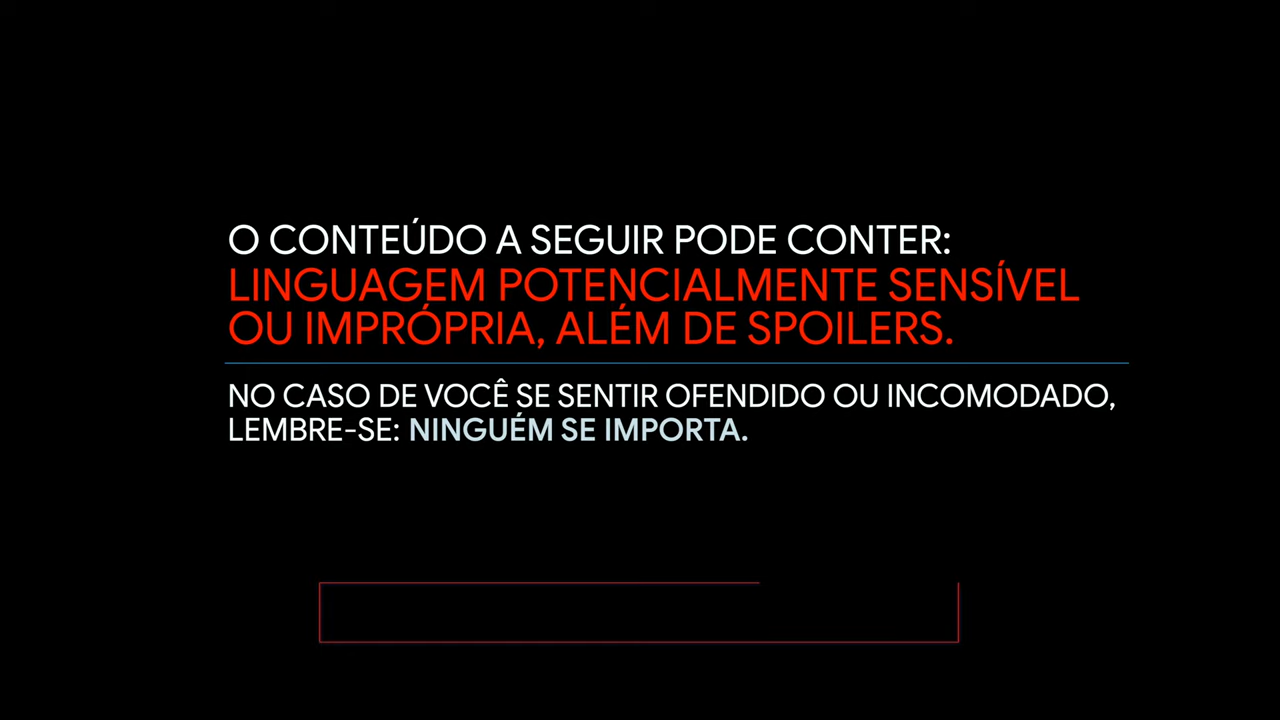 O CONTEÚDO A SEGUIR PODE CONTER:
LINGUAGEM POTENCIALMENTE SENSÍVEL
OU IMPRÓPRIA, ALÉM DE SPOILERS.
NO CASO DE VOCÊ SE SENTIR OFENDIDO OU INCOMODADO,
LEMBRE-SE: NINGUÉM SE IMPORTA.